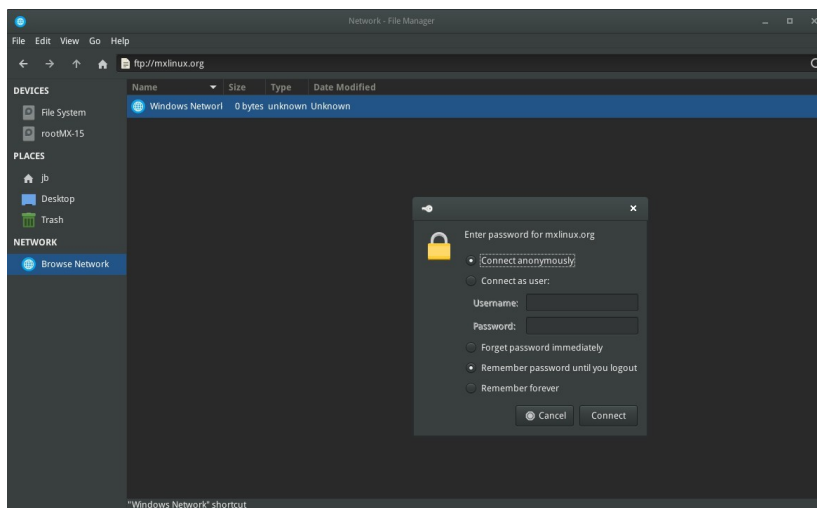 Network - File Manager
File Edit View Go Help
ftp://mxlinux.org
DEVICES
File System
rootMX-15
PLACES
jb
Desktop
Trash
NETWORK
Browse Network
Name Size Type Date Modified
Windows Networl 0 bytes unknown Unknown
Enter password for mxlinux.org
Connect anonymously
Connect as user:
Username:
Password:
Forget password immediately
Remember password until you logout
Remember forever
Cancel Connect
"Windows Network" shortcut